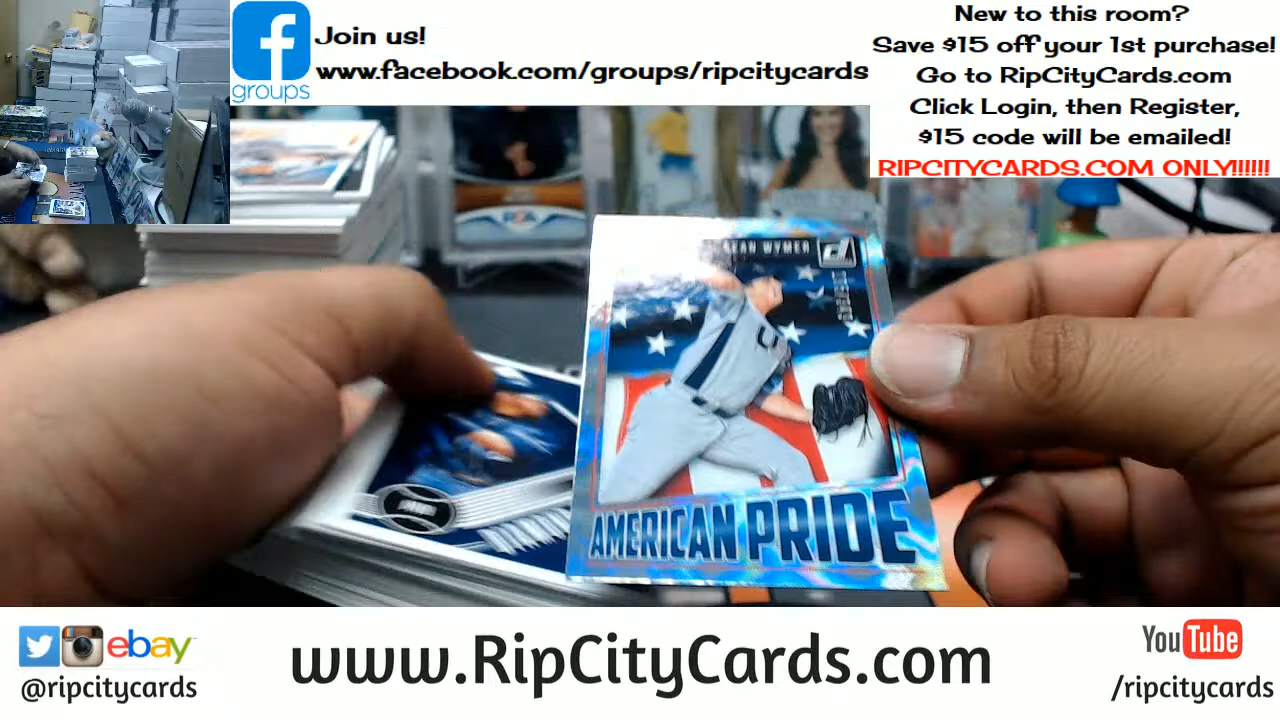 Join us!
www.facebook.com/groups/ripcitycards
groups
New to this room?
Save $15 off your 1st purchase!
Go to RipCityCards.com
Click Login, then Register,
$15 code will be emailed!
RIPCITYCARDS.COM ONLY!!!!!
AMERICAN PRIDE
ebay
@ripcitycards
www.RipCityCards.com
YouTube
/ripcitycards